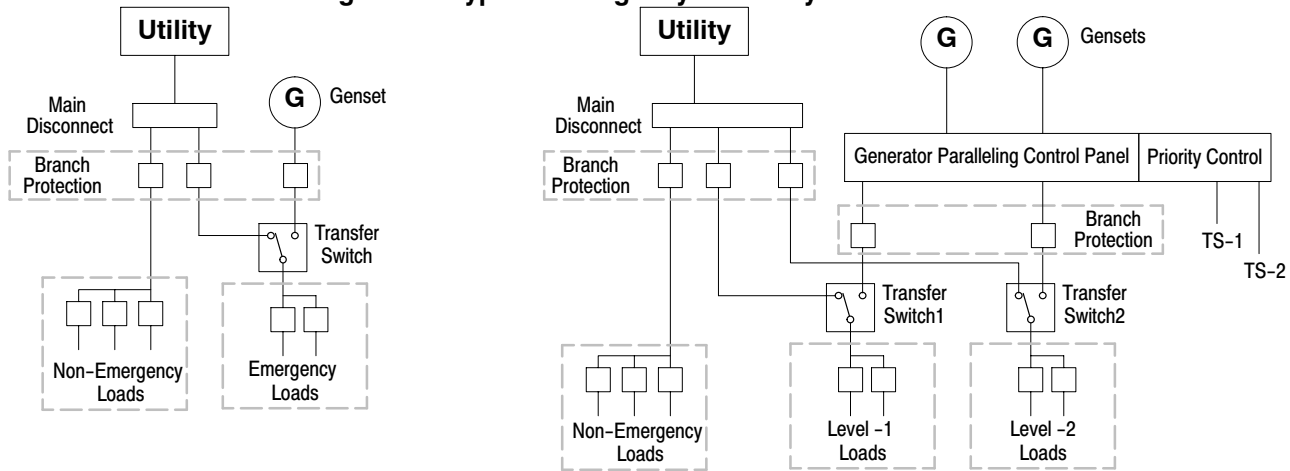 Utility
G
Genset
Main
Disconnect
Branch
Protection
Transfer
Switch
Non-Emergency
Loads
Emergency
Loads
Utility
G
G
Gensets
Main
Disconnect
Generator Paralleling Control Panel
Priority Control
Branch
Protection
Branch
Protection
TS-1
TS-2
Transfer
Switch1
Transfer
Switch2
Non-Emergency
Loads
Level -1
Loads
Level -2
Loads